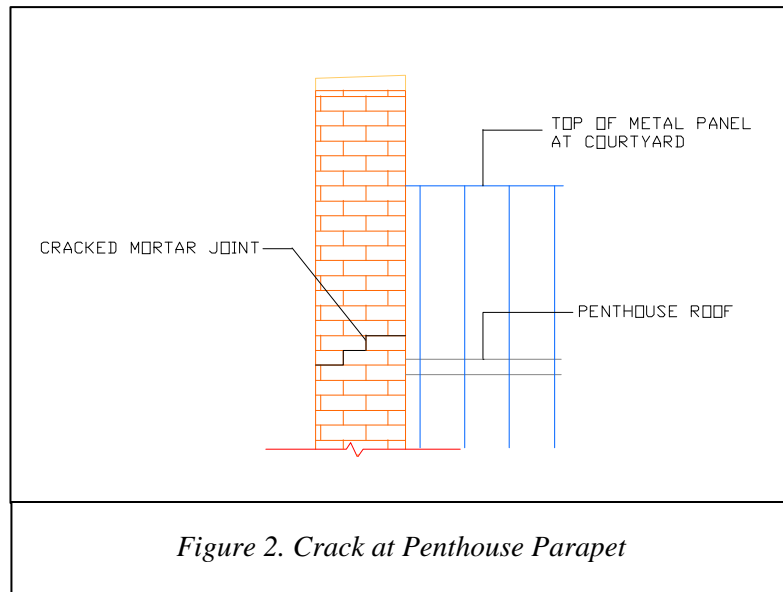 TOP OF METAL PANEL
AT COURTYARD
CRACKED MORTAR JOINT
PENTHOUSE ROOF
Figure 2. Crack at Penthouse Parapet